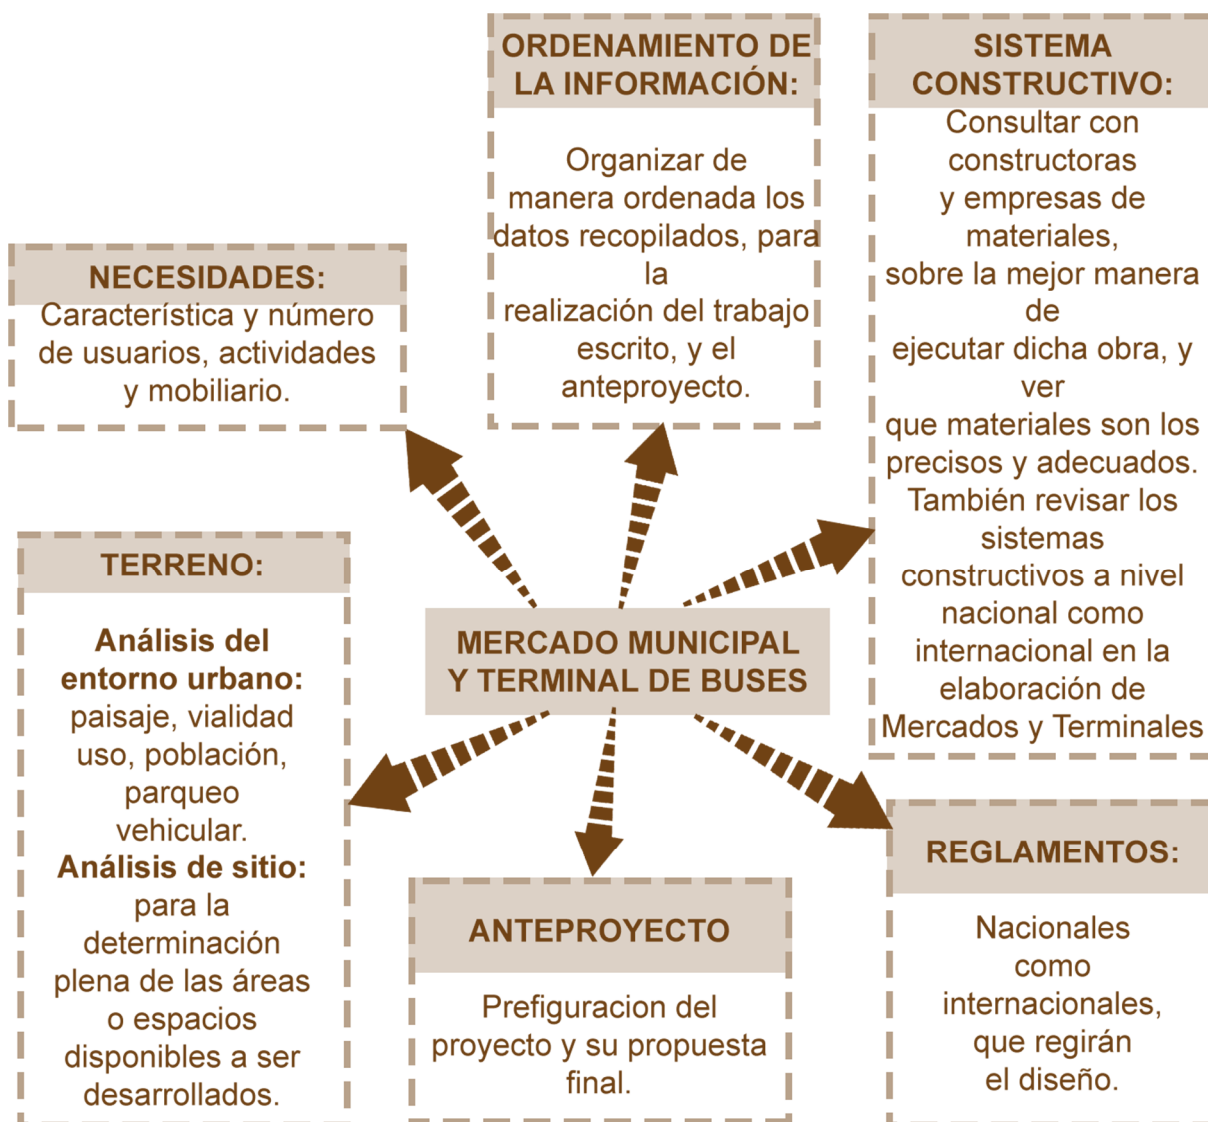 ORDENAMIENTO DE
LA INFORMACIÓN:
Organizar de
manera ordenada los
datos recopilados, para
la
realización del trabajo
escrito, y el
anteproyecto.
SISTEMA
CONSTRUCTIVO:
Consultar con
constructoras
y empresas de
materiales,
sobre la mejor manera
de
ejecutar dicha obra, y
ver
que materiales son los
precisos y adecuados.
También revisar los
sistemas
constructivos a nivel
nacional como
internacional en la
elaboración de
Mercados y Terminales
NECESIDADES:
Característica y número
de usuarios, actividades
y mobiliario.
TERRENO:
Análisis del
entorno urbano:
paisaje, vialidad
uso, población,
parqueo
vehicular.
Análisis de sitio:
para la
determinación
plena de las áreas
o espacios
disponibles a ser
desarrollados.
MERCADO MUNICIPAL
Y TERMINAL DE BUSES
ANTEPROYECTO
Prefiguracion del
proyecto y su propuesta
final.
REGLAMENTOS:
Nacionales
como
internacionales,
que regirán
el diseño.